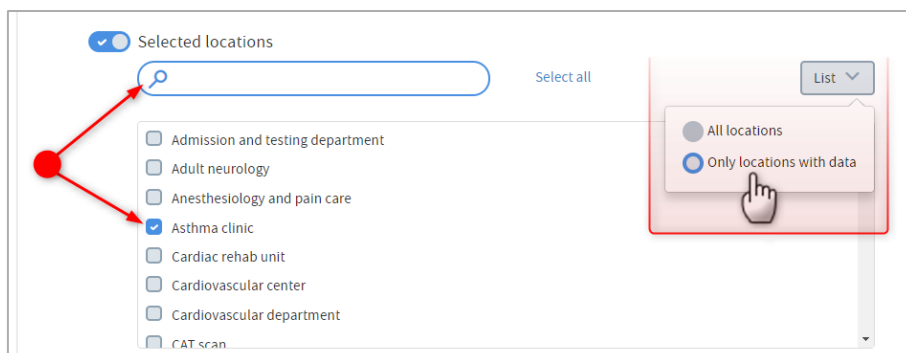 Selected locations
Select all
List
All locations
Only locations with data
Admission and testing department
Adult neurology
Anesthesiology and pain care
Asthma clinic
Cardiac rehab unit
Cardiovascular center
Cardiovascular department
CAT scan